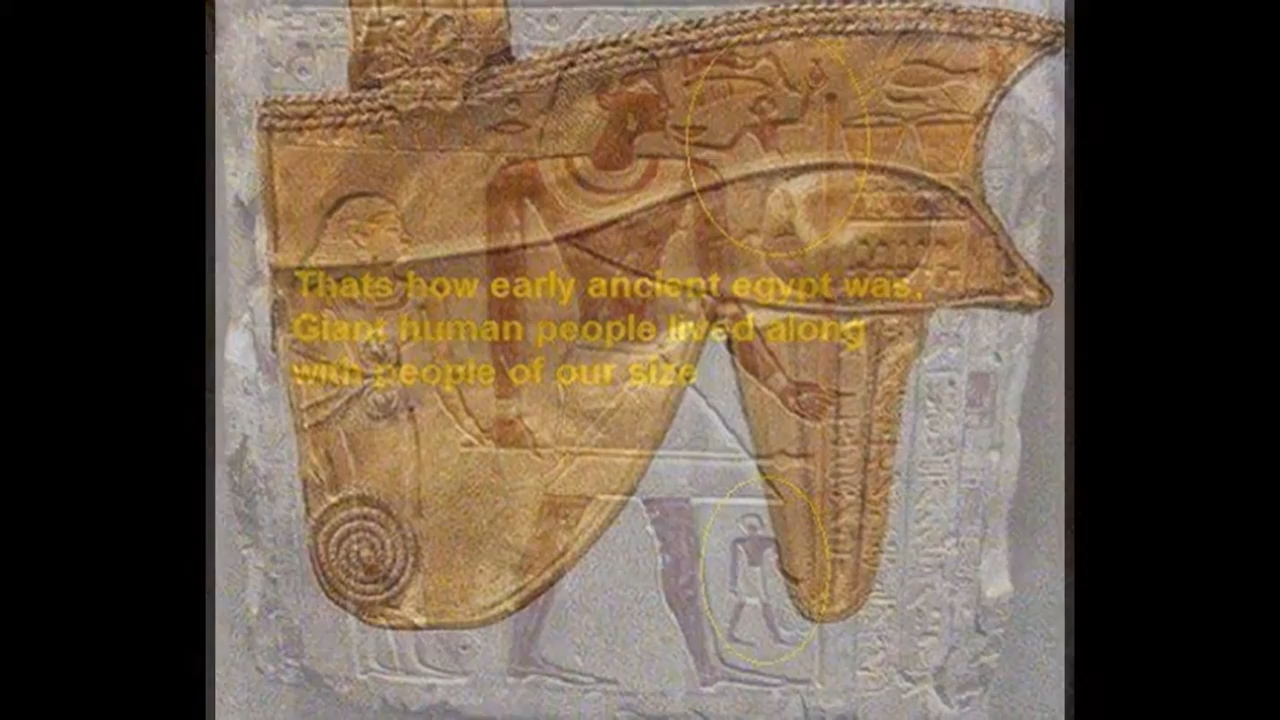 Thats how early ancient egypt was,
Giant human people lived along
with people of our size